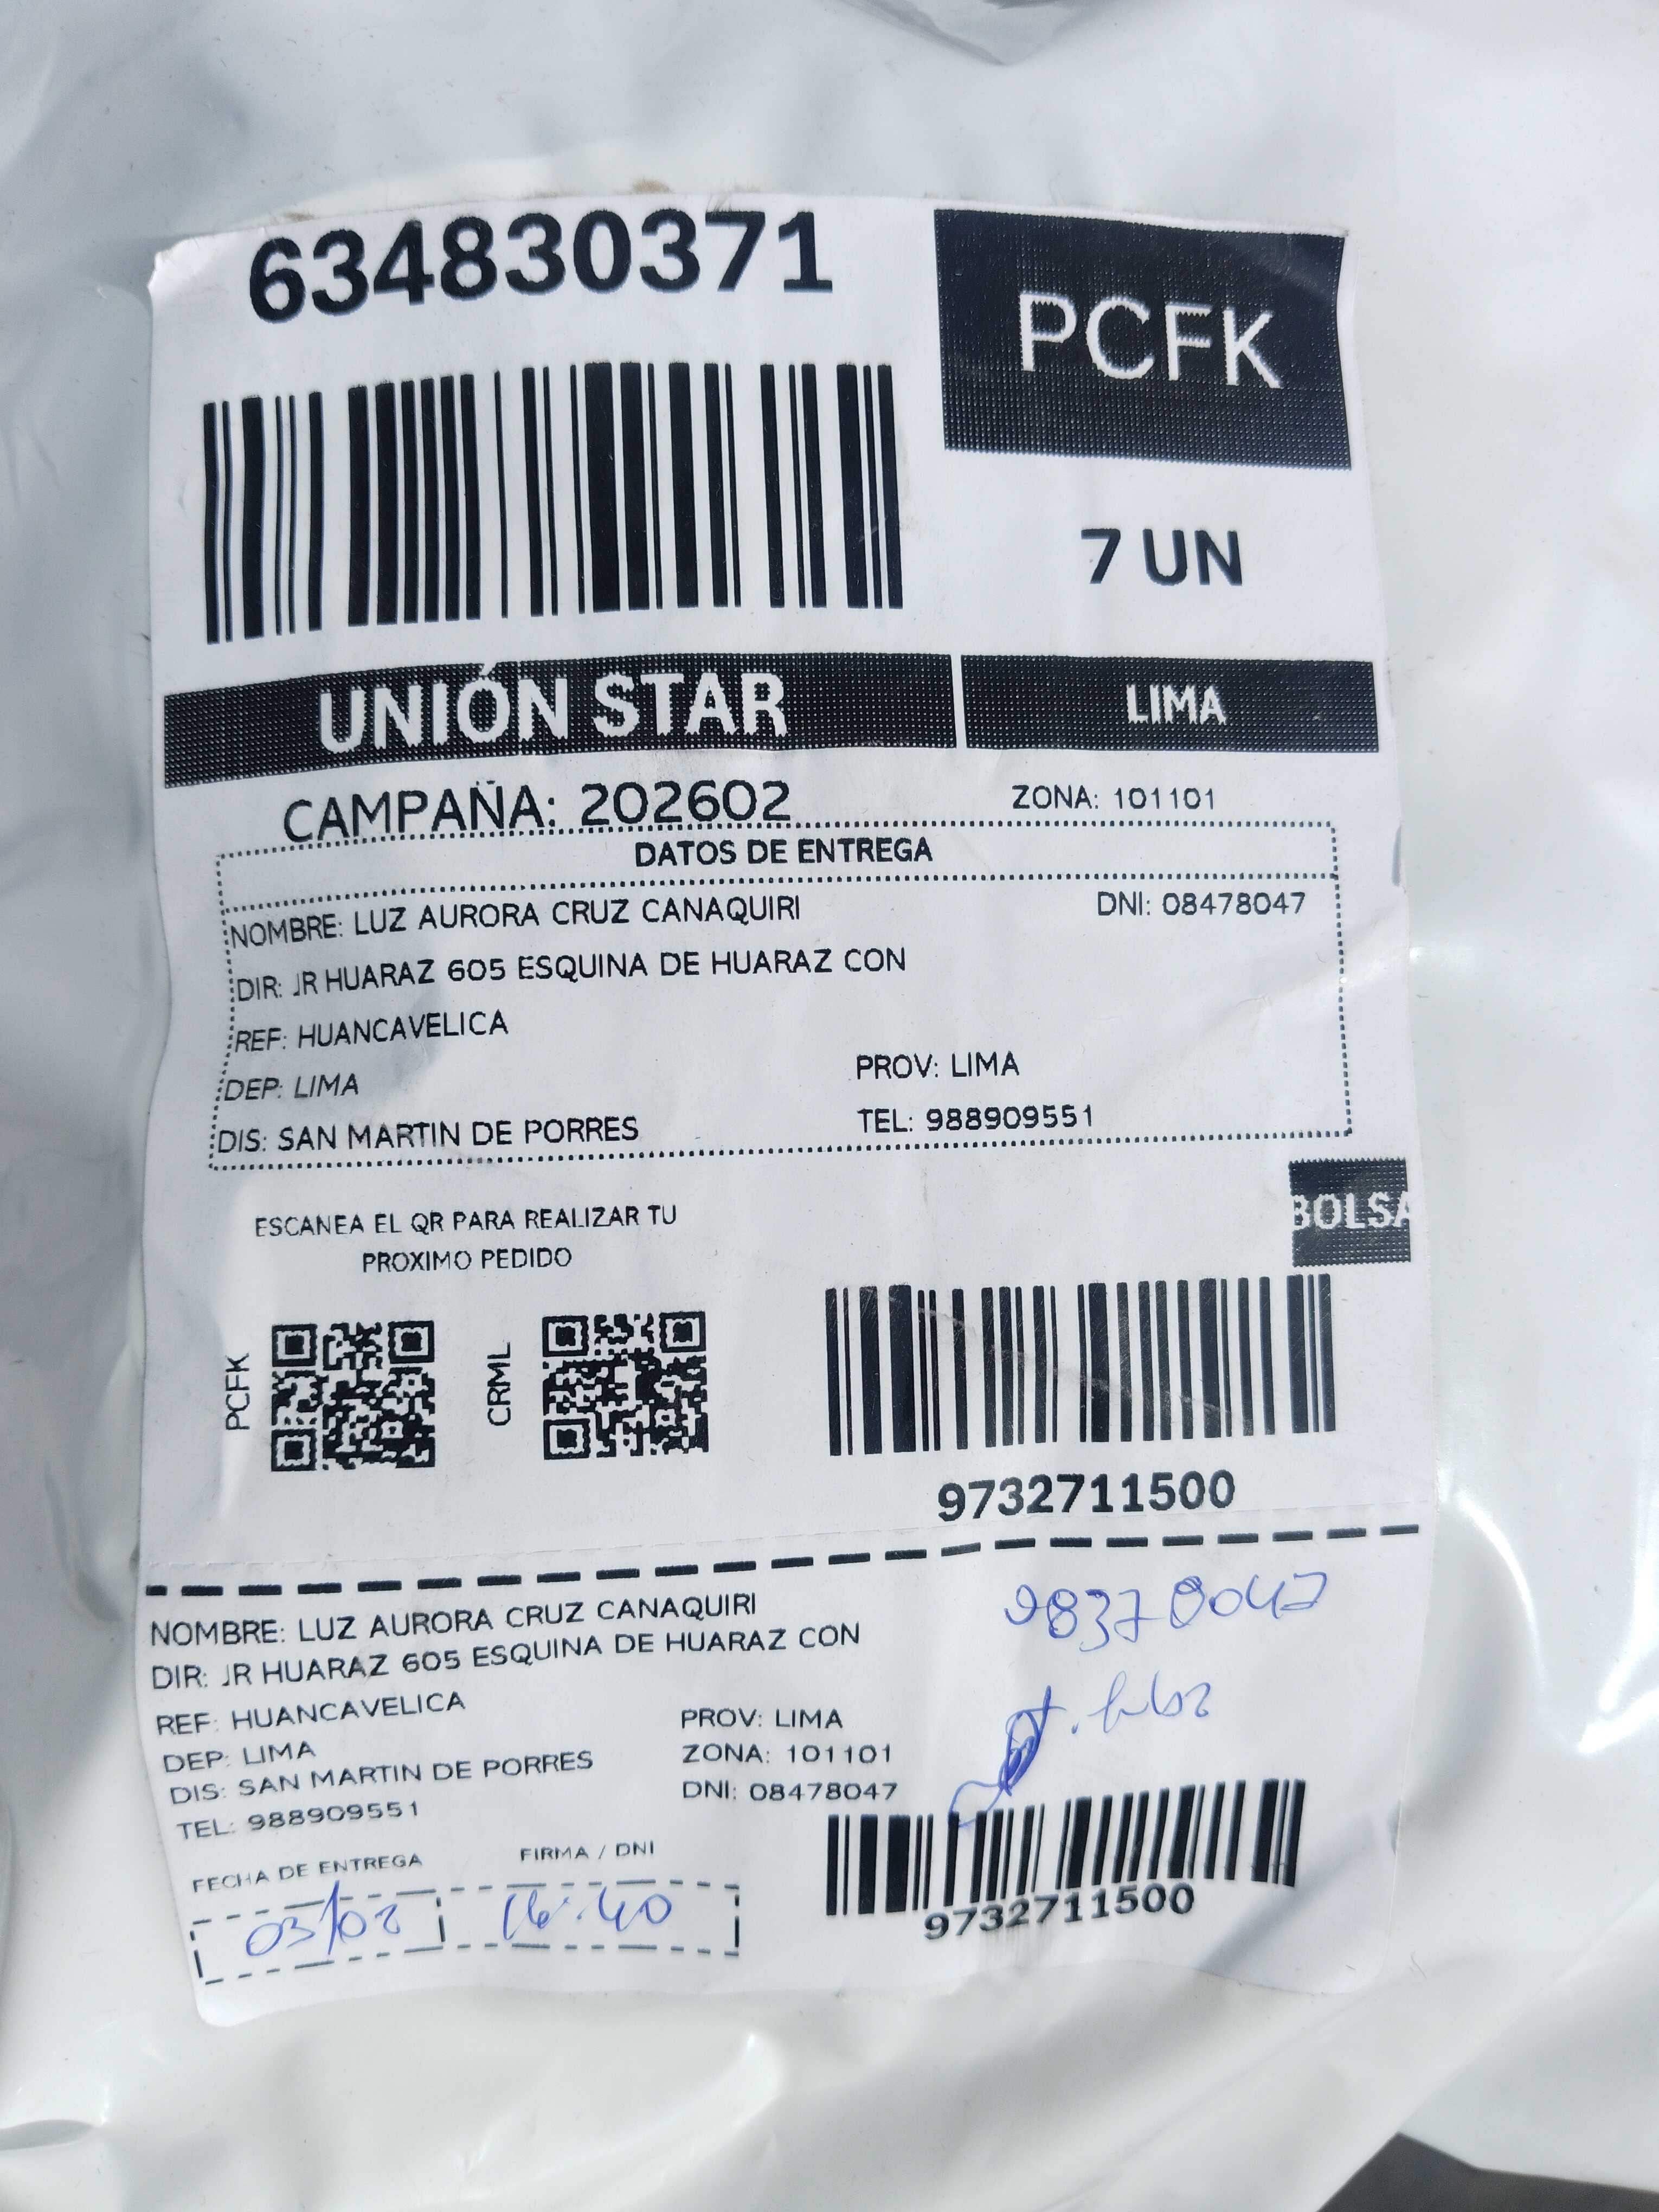 634830371
PCFK
7 UN
UNIÓN STAR
LIMA
CAMPAÑA: 202602
ZONA: 101101
DATOS DE ENTREGA
NOMBRE: LUZ AURORA CRUZ CANAQUIRI
DNI: 08478047
DIR: JR HUARAZ 605 ESQUINA DE HUARAZ CON
REF: HUANCAVELICA
DEP: LIMA
PROV: LIMA
DIS: SAN MARTIN DE PORRES
TEL: 988909551
BOLSA
ESCANEA EL QR PARA REALIZAR TU
PROXIMO PEDIDO
PCFK
CRML
9732711500
NOMBRE: LUZ AURORA CRUZ CANAQUIRI
DIR: JR HUARAZ 605 ESQUINA DE HUARAZ CON
REF: HUANCAVELICA
DEP: LIMA
DIS: SAN MARTIN DE PORRES
TEL: 988909551
PROV: LIMA
ZONA: 101101
DNI: 08478047
FECHA DE ENTREGA
FIRMA / DNI
03/02
16:40
9732711500